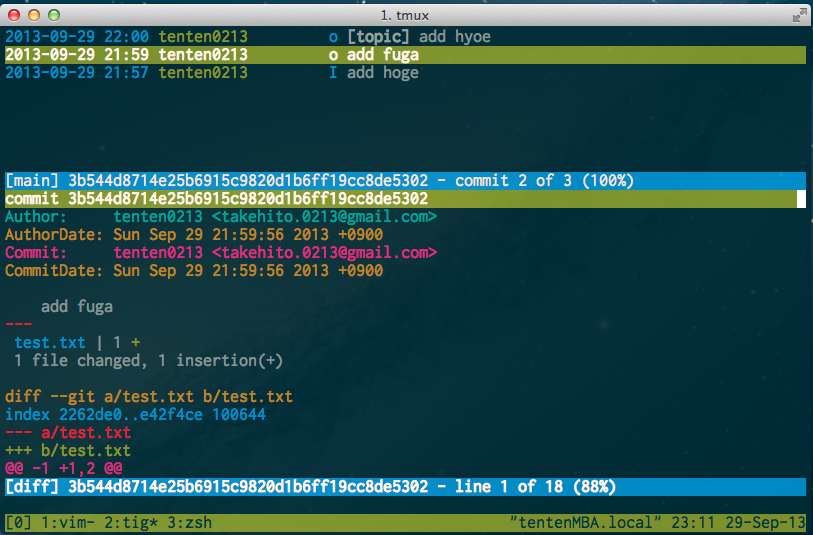 1. tmux
2013-09-29 22:00 tenten0213 o [topic] add hyoe
2013-09-29 21:59 tenten0213 o add fuga
2013-09-29 21:57 tenten0213 I add hoge
[main] 3b544d8714e25b6915c9820d1b6ff19cc8de5302 - commit 2 of 3 (100%)
commit 3b544d8714e25b6915c9820d1b6ff19cc8de5302
Author: tenten0213 <takehito.0213@gmail.com>
AuthorDate: Sun Sep 29 21:59:56 2013 +0900
Commit: tenten0213 <takehito.0213@gmail.com>
CommitDate: Sun Sep 29 21:59:56 2013 +0900
add fuga
---
test.txt | 1 +
1 file changed, 1 insertion(+)
diff --git a/test.txt b/test.txt
index 2262de0..e42f4ce 100644
--- a/test.txt
+++ b/test.txt
@@ -1 +1,2 @@
[diff] 3b544d8714e25b6915c9820d1b6ff19cc8de5302 - line 1 of 18 (88%)
[0] 1:vim- 2:tig* 3:zsh "tentenMBA.local" 23:11 29-Sep-13